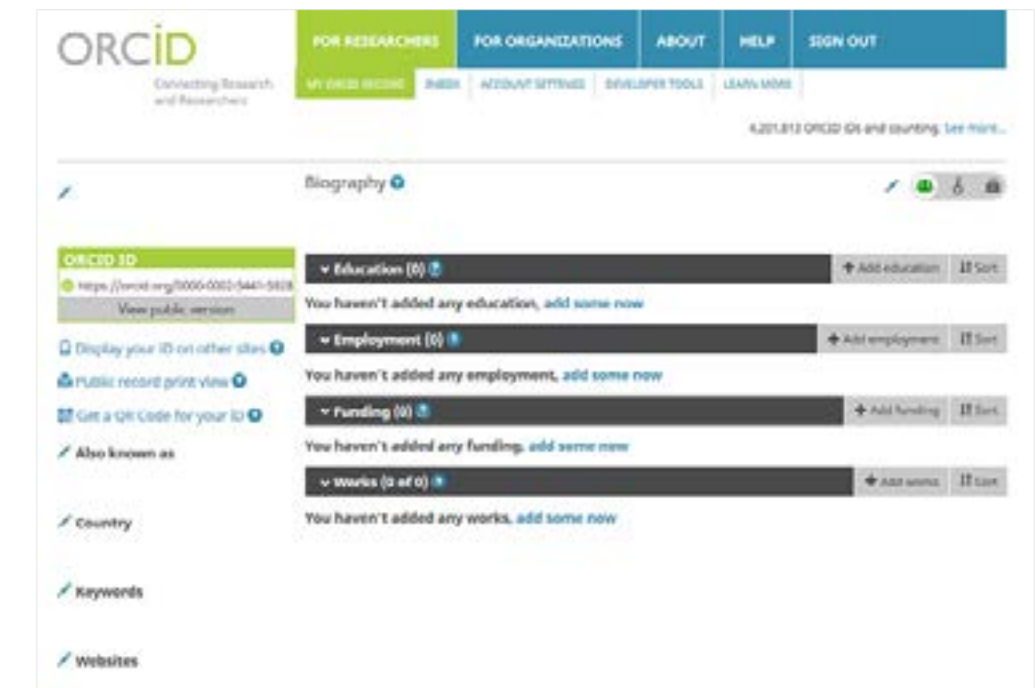 ORCiD
Connecting Research
and Researchers
FOR RESEARCHERS FOR ORGANIZATIONS ABOUT HELP SIGN OUT
MY ORCID RECORD INBOX ACCOUNT SETTINGS DEVELOPER TOOLS LEARN MORE
ORCID IDs and counting. See more...
Biography
ORCID ID
View public version
Display your ID on other sites
Public record print view
Get a QR Code for your iD
Also known as
Country
Keywords
Websites
Education (0) Add education Sort
You haven't added any education, add some now
Employment (0) Add employment Sort
You haven't added any employment, add some now
Funding (0) Add funding Sort
You haven't added any funding, add some now
Works (0 of 0) Add works Sort
You haven't added any works, add some now